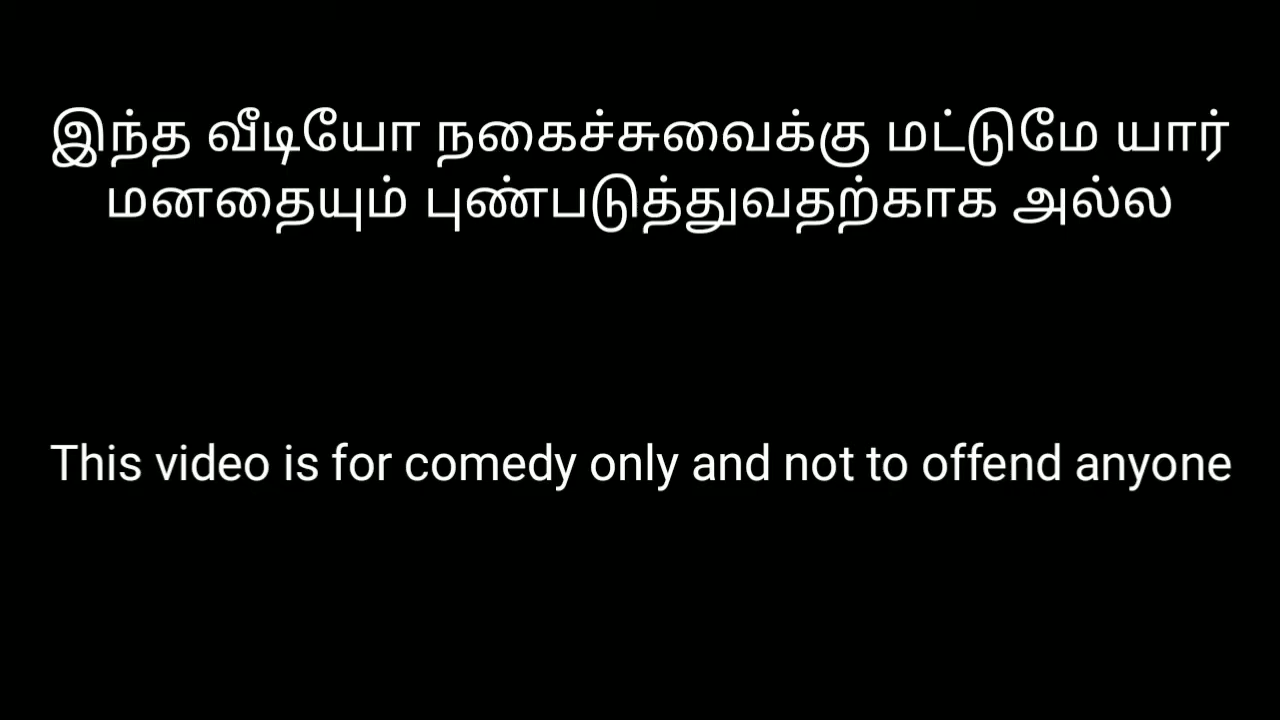 இந்த வீடியோ நகைச்சுவைக்கு மட்டுமே யார்
மனதையும் புண்படுத்துவதற்காக அல்ல
This video is for comedy only and not to offend anyone